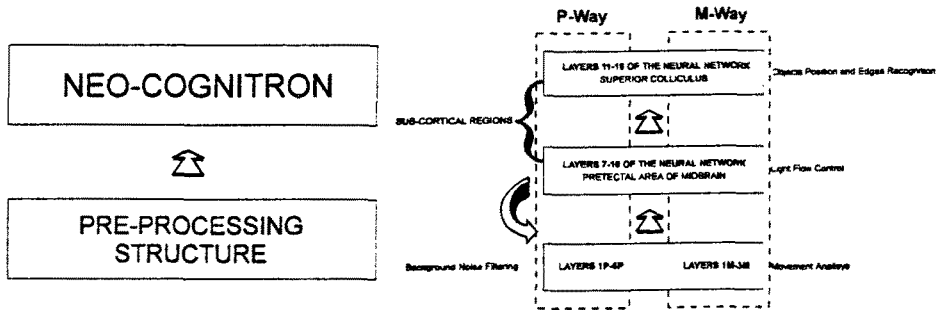 NEO-COGNITRON
PRE-PROCESSING
STRUCTURE
P-Way M-Way
LAYERS 11-15 OF THE NEURAL NETWORK
SUPERIOR COLLICULUS
Objects Position and Edges Recognition
SUB-CORTICAL REGIONS
LAYERS 7-10 OF THE NEURAL NETWORK
PRETECTAL AREA OF MIDBRAIN
Light Flow Control
Background Noise Filtering
LAYERS 1P-6P LAYERS 1M-3M
Movement Analisys